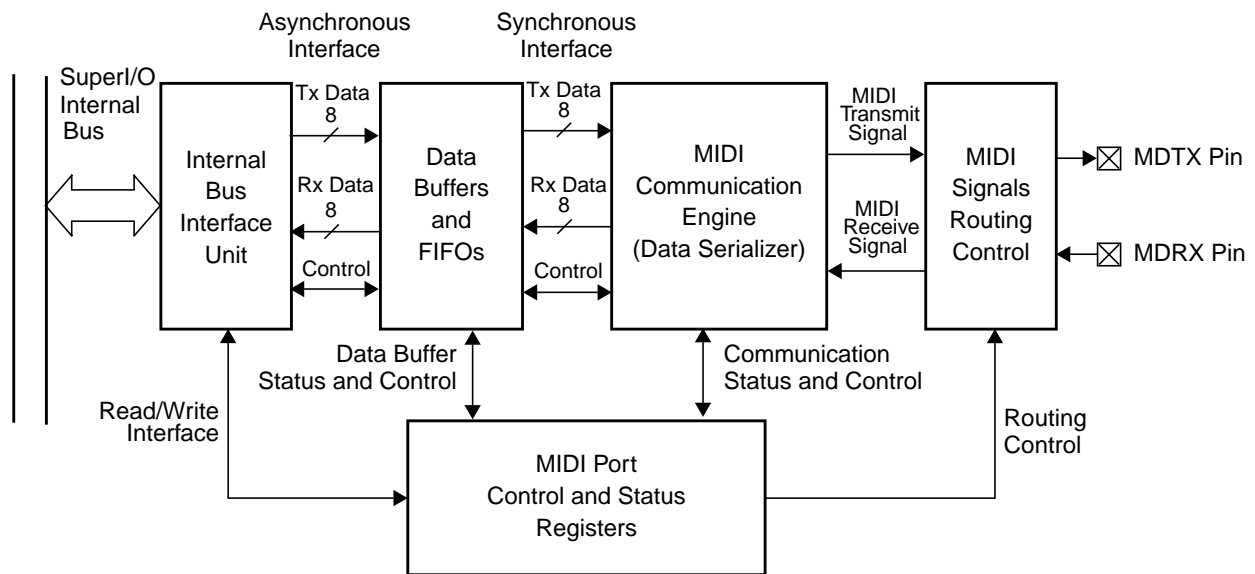 Asynchronous
Interface
Synchronous
Interface
SuperI/O
Internal
Bus
Internal
Bus
Interface
Unit
Tx Data
8
Rx Data
8
Control
Data
Buffers
and
FIFOs
Tx Data
8
Rx Data
8
Control
MIDI
Communication
Engine
(Data Serializer)
MIDI
Transmit
Signal
MIDI
Receive
Signal
MIDI
Signals
Routing
Control
MDTX Pin
MDRX Pin
Read/Write
Interface
Data Buffer
Status and Control
Communication
Status and Control
Routing
Control
MIDI Port
Control and Status
Registers